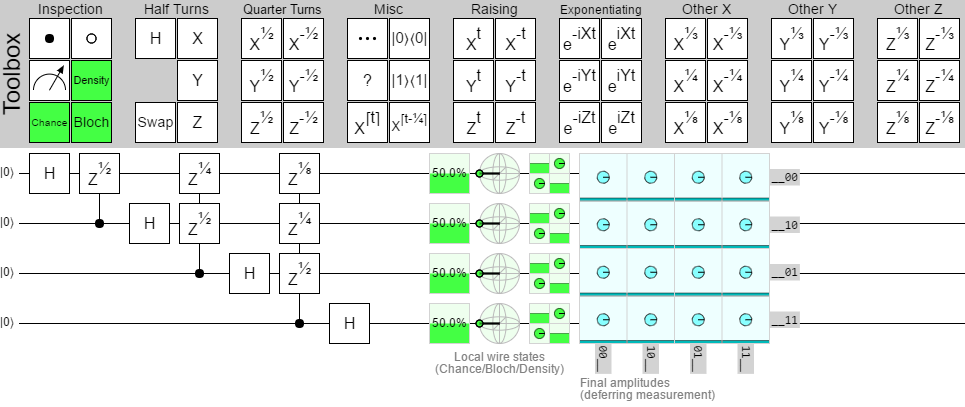 Toolbox
Inspection Half Turns Quarter Turns Misc Raising Exponentiating Other X Other Y Other Z
H X X^½ X^-½ ... |0⟩⟨0| X^t X^-t e^-iXt e^iXt X^⅓ X^-⅓ Y^⅓ Y^-⅓ Z^⅓ Z^-⅓
Density Y Y^½ Y^-½ ? |1⟩⟨1| Y^t Y^-t e^-iYt e^iYt X^¼ X^-¼ Y^¼ Y^-¼ Z^¼ Z^-¼
Chance Bloch Swap Z Z^½ Z^-½ X^⌈t⌉ X^⌈t-¼⌉ Z^t Z^-t e^-iZt e^iZt X^⅛ X^-⅛ Y^⅛ Y^-⅛ Z^⅛ Z^-⅛
|0⟩ H Z^½ Z^¼ Z^⅛ 50.0% __00
|0⟩ H Z^½ Z^¼ 50.0% __10
|0⟩ H Z^½ 50.0% __01
|0⟩ H 50.0% __11
00__ 10__ 01__ 11__
Local wire states
(Chance/Bloch/Density)
Final amplitudes
(deferring measurement)